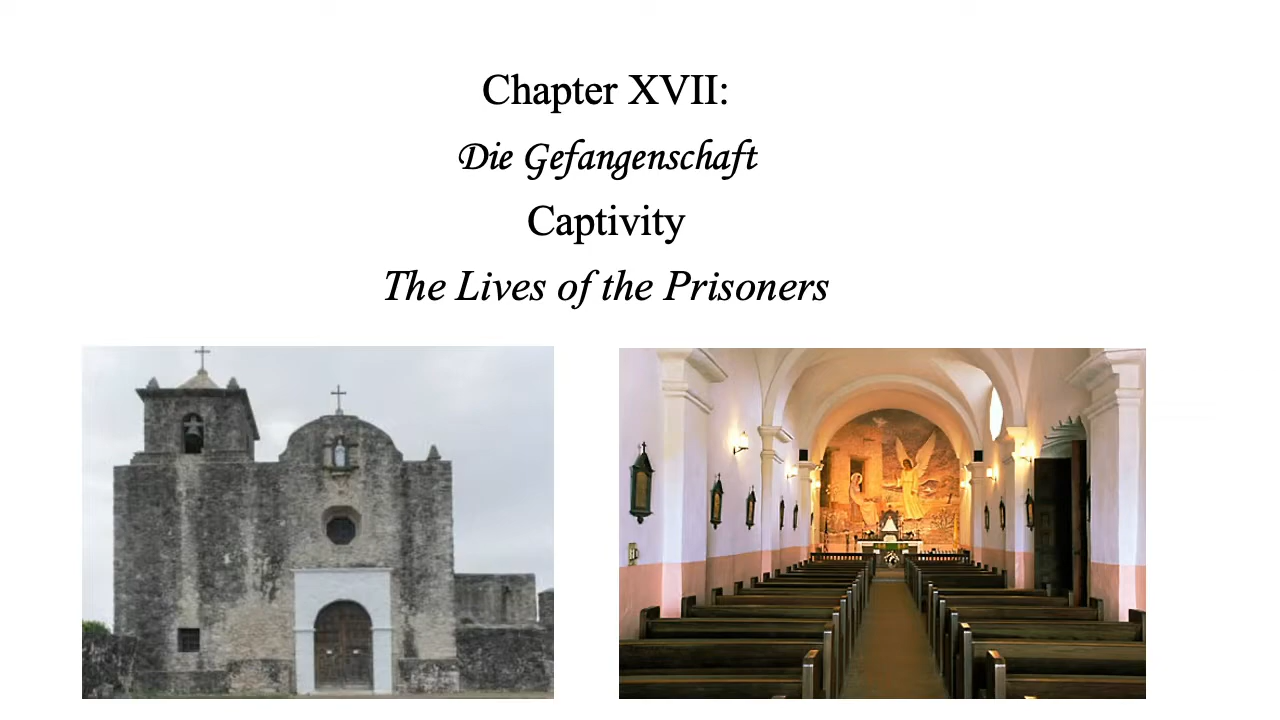 Chapter XVII:
Die Gefangenschaft
Captivity
The Lives of the Prisoners